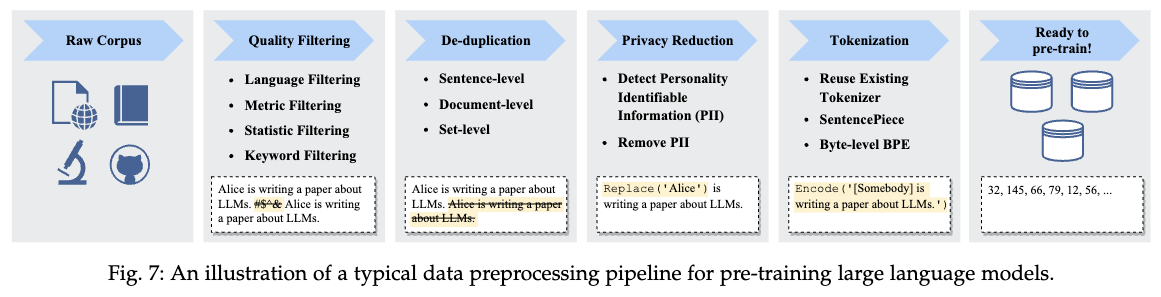 Raw Corpus
Quality Filtering
De-duplication
Privacy Reduction
Tokenization
Ready to
pre-train!
• Language Filtering
• Metric Filtering
• Statistic Filtering
• Keyword Filtering
• Sentence-level
• Document-level
• Set-level
• Detect Personality
Identifiable
Information (PII)
• Remove PII
• Reuse Existing
Tokenizer
• SentencePiece
• Byte-level BPE
Alice is writing a paper about
LLMs. #$^& Alice is writing
a paper about LLMs.
Alice is writing a paper about
LLMs. Alice is writing a paper
about LLMs.
Replace('Alice') is
writing a paper about LLMs.
Encode('[Somebody] is
writing a paper about LLMs.')
32, 145, 66, 79, 12, 56, ...
Fig. 7: An illustration of a typical data preprocessing pipeline for pre-training large language models.